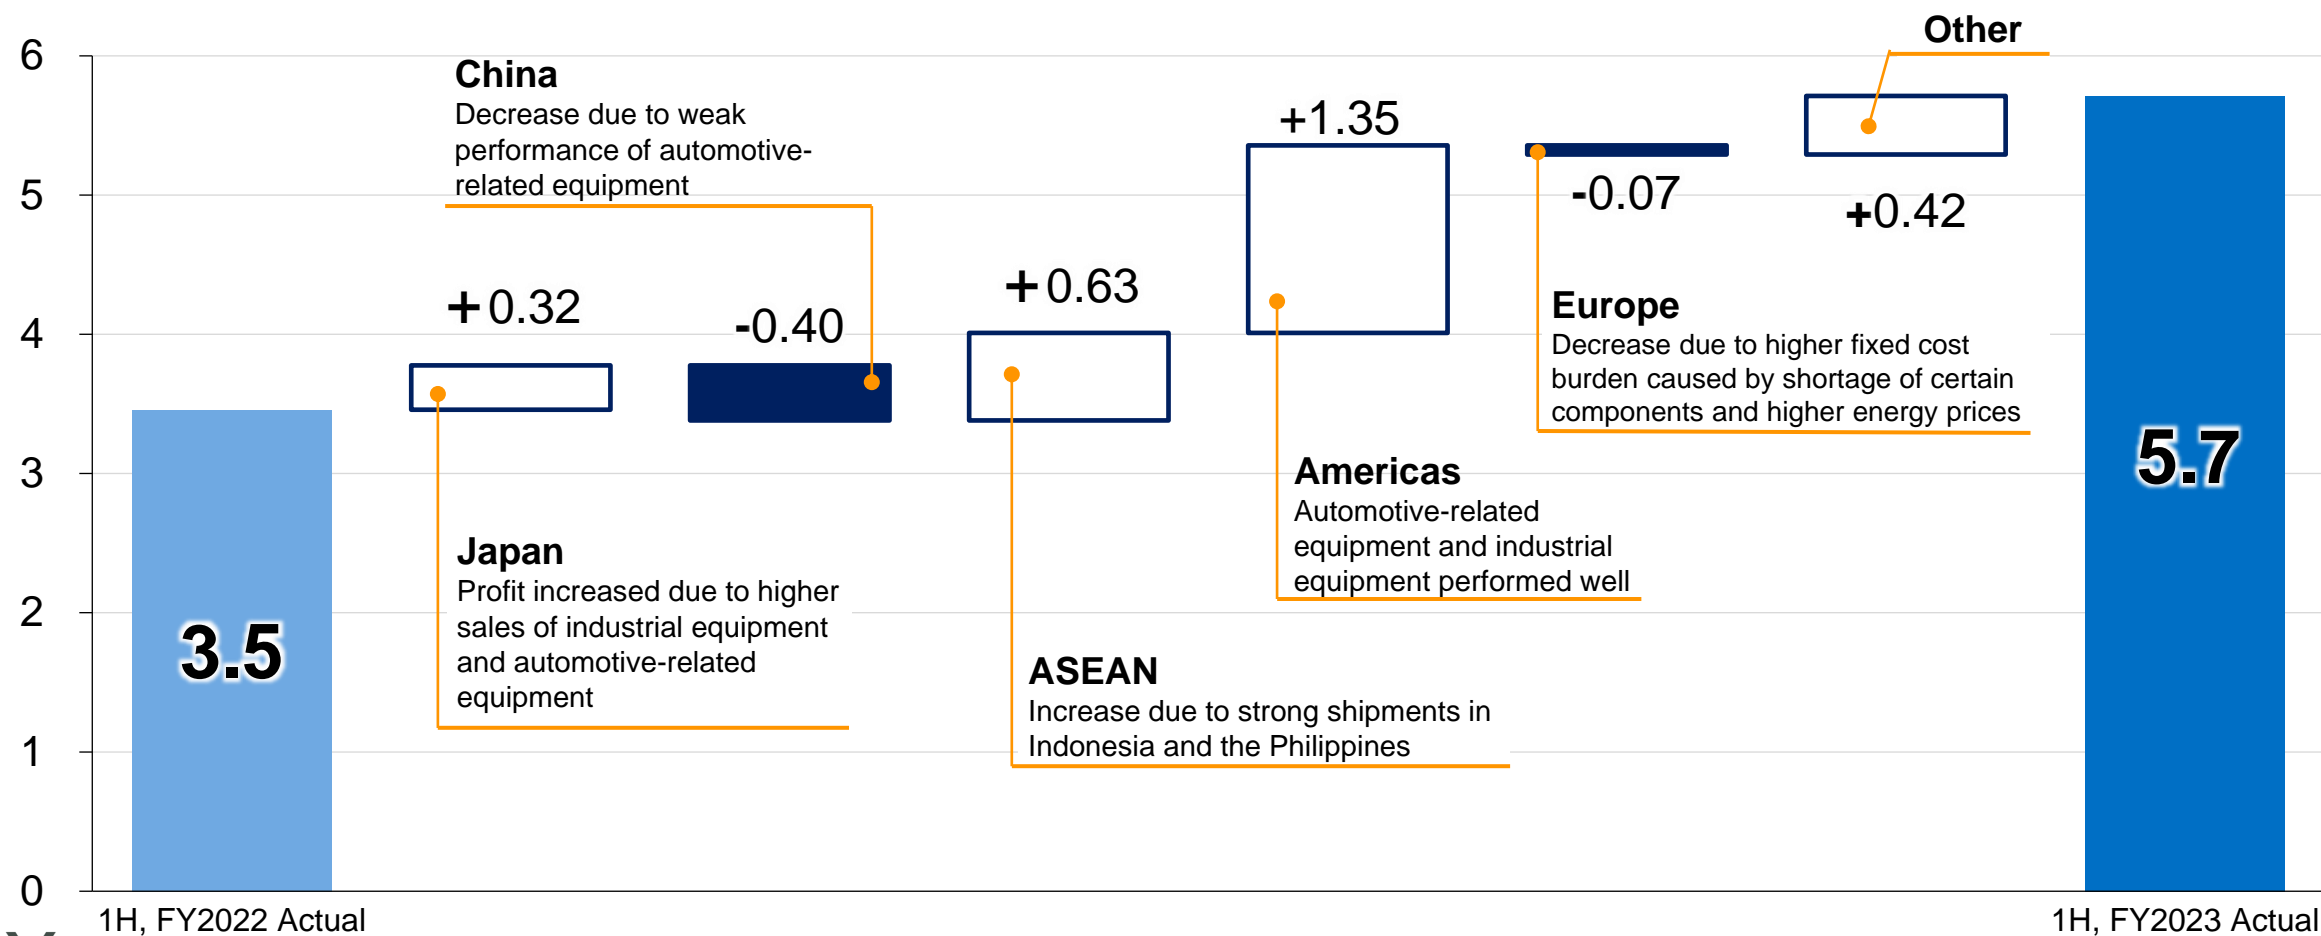 6
5
4
3
2
1
0
3.5
1H, FY2022 Actual
+0.32
Japan
Profit increased due to higher
sales of industrial equipment
and automotive-related
equipment
China
Decrease due to weak
performance of automotive-
related equipment
-0.40
+0.63
ASEAN
Increase due to strong shipments in
Indonesia and the Philippines
+1.35
Americas
Automotive-related
equipment and industrial
equipment performed well
-0.07
Europe
Decrease due to higher fixed cost
burden caused by shortage of certain
components and higher energy prices
Other
+0.42
5.7
1H, FY2023 Actual